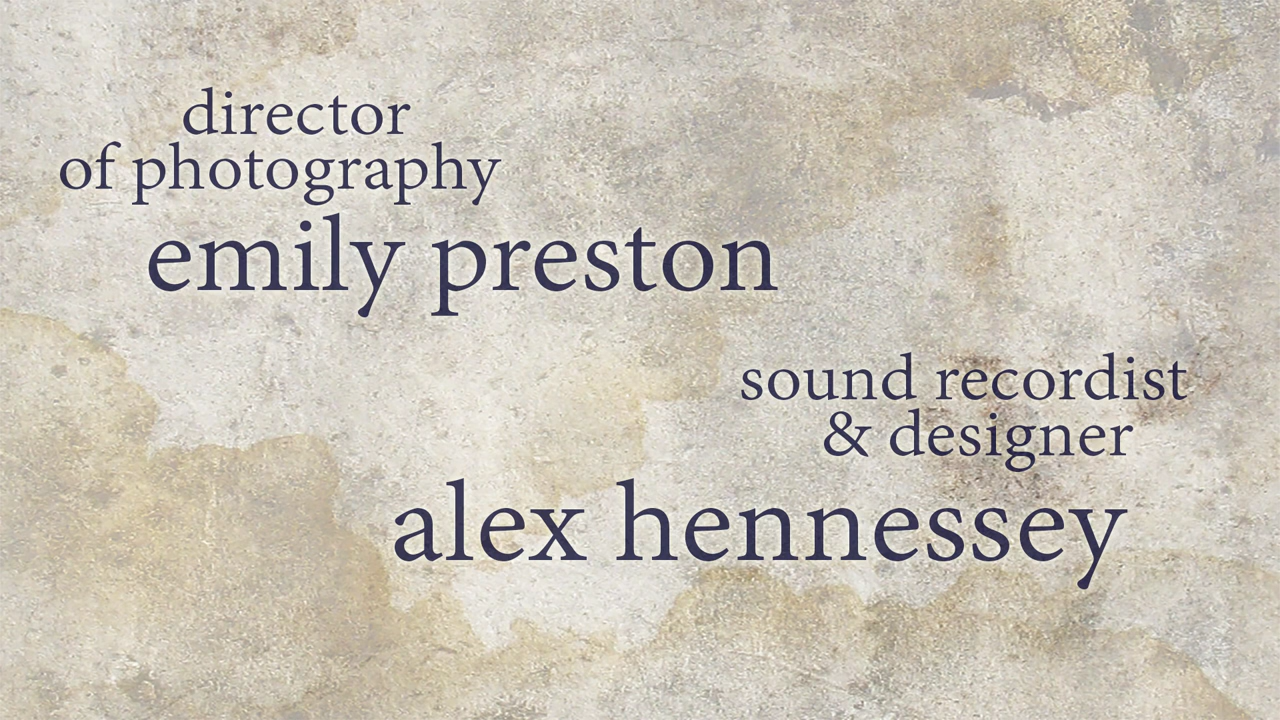 director
of photography
emily preston
sound recordist
& designer
alex hennessey